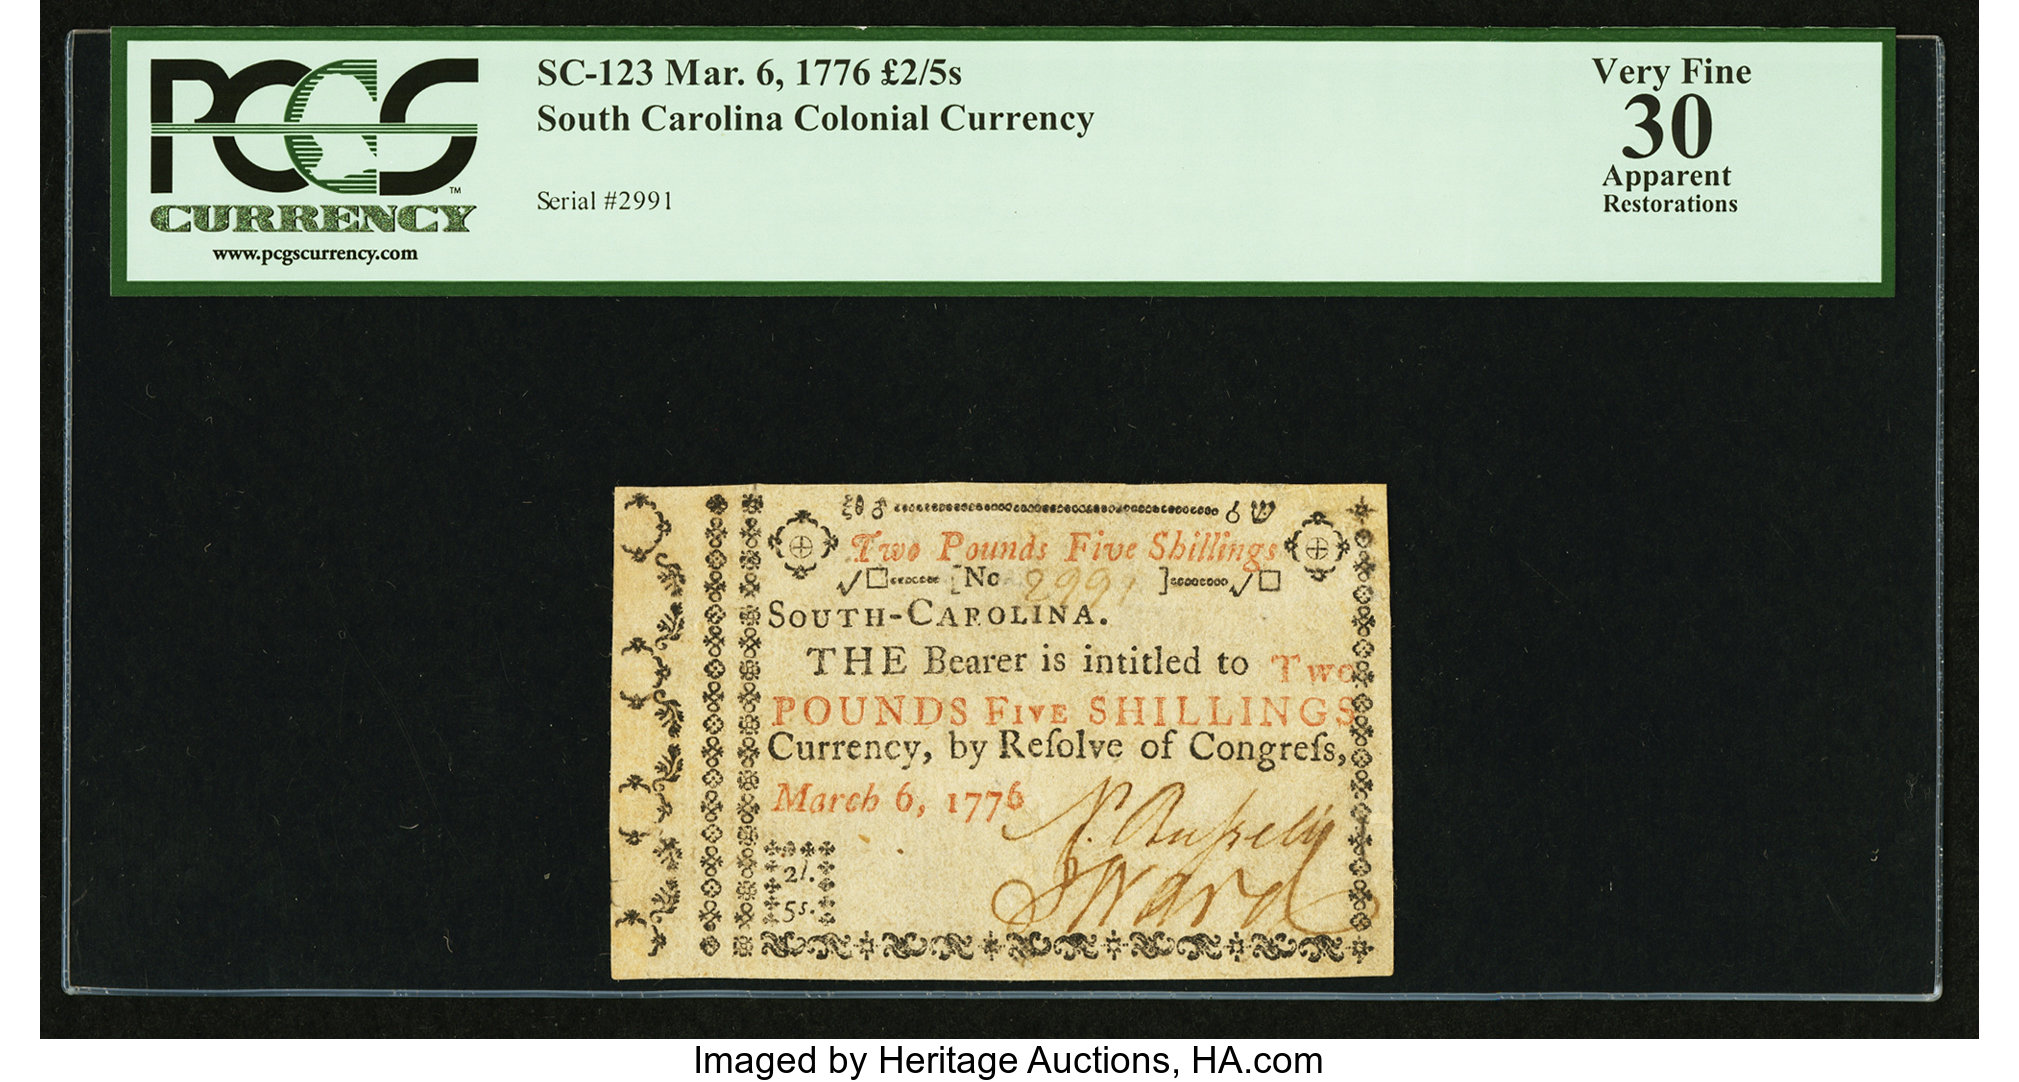 PCGS
™
CURRENCY
www.pcgscurrency.com
SC-123 Mar. 6, 1776 £2/5s
South Carolina Colonial Currency
Serial #2991
Very Fine
30
Apparent
Restorations
Two Pounds Five Shillings
[No 2991 ]
SOUTH-CAROLINA.
THE Bearer is intitled to Two
POUNDS FIVE SHILLINGS
Currency, by Reſolve of Congreſs,
March 6, 1776
2l.
5s.
Ward
Imaged by Heritage Auctions, HA.com